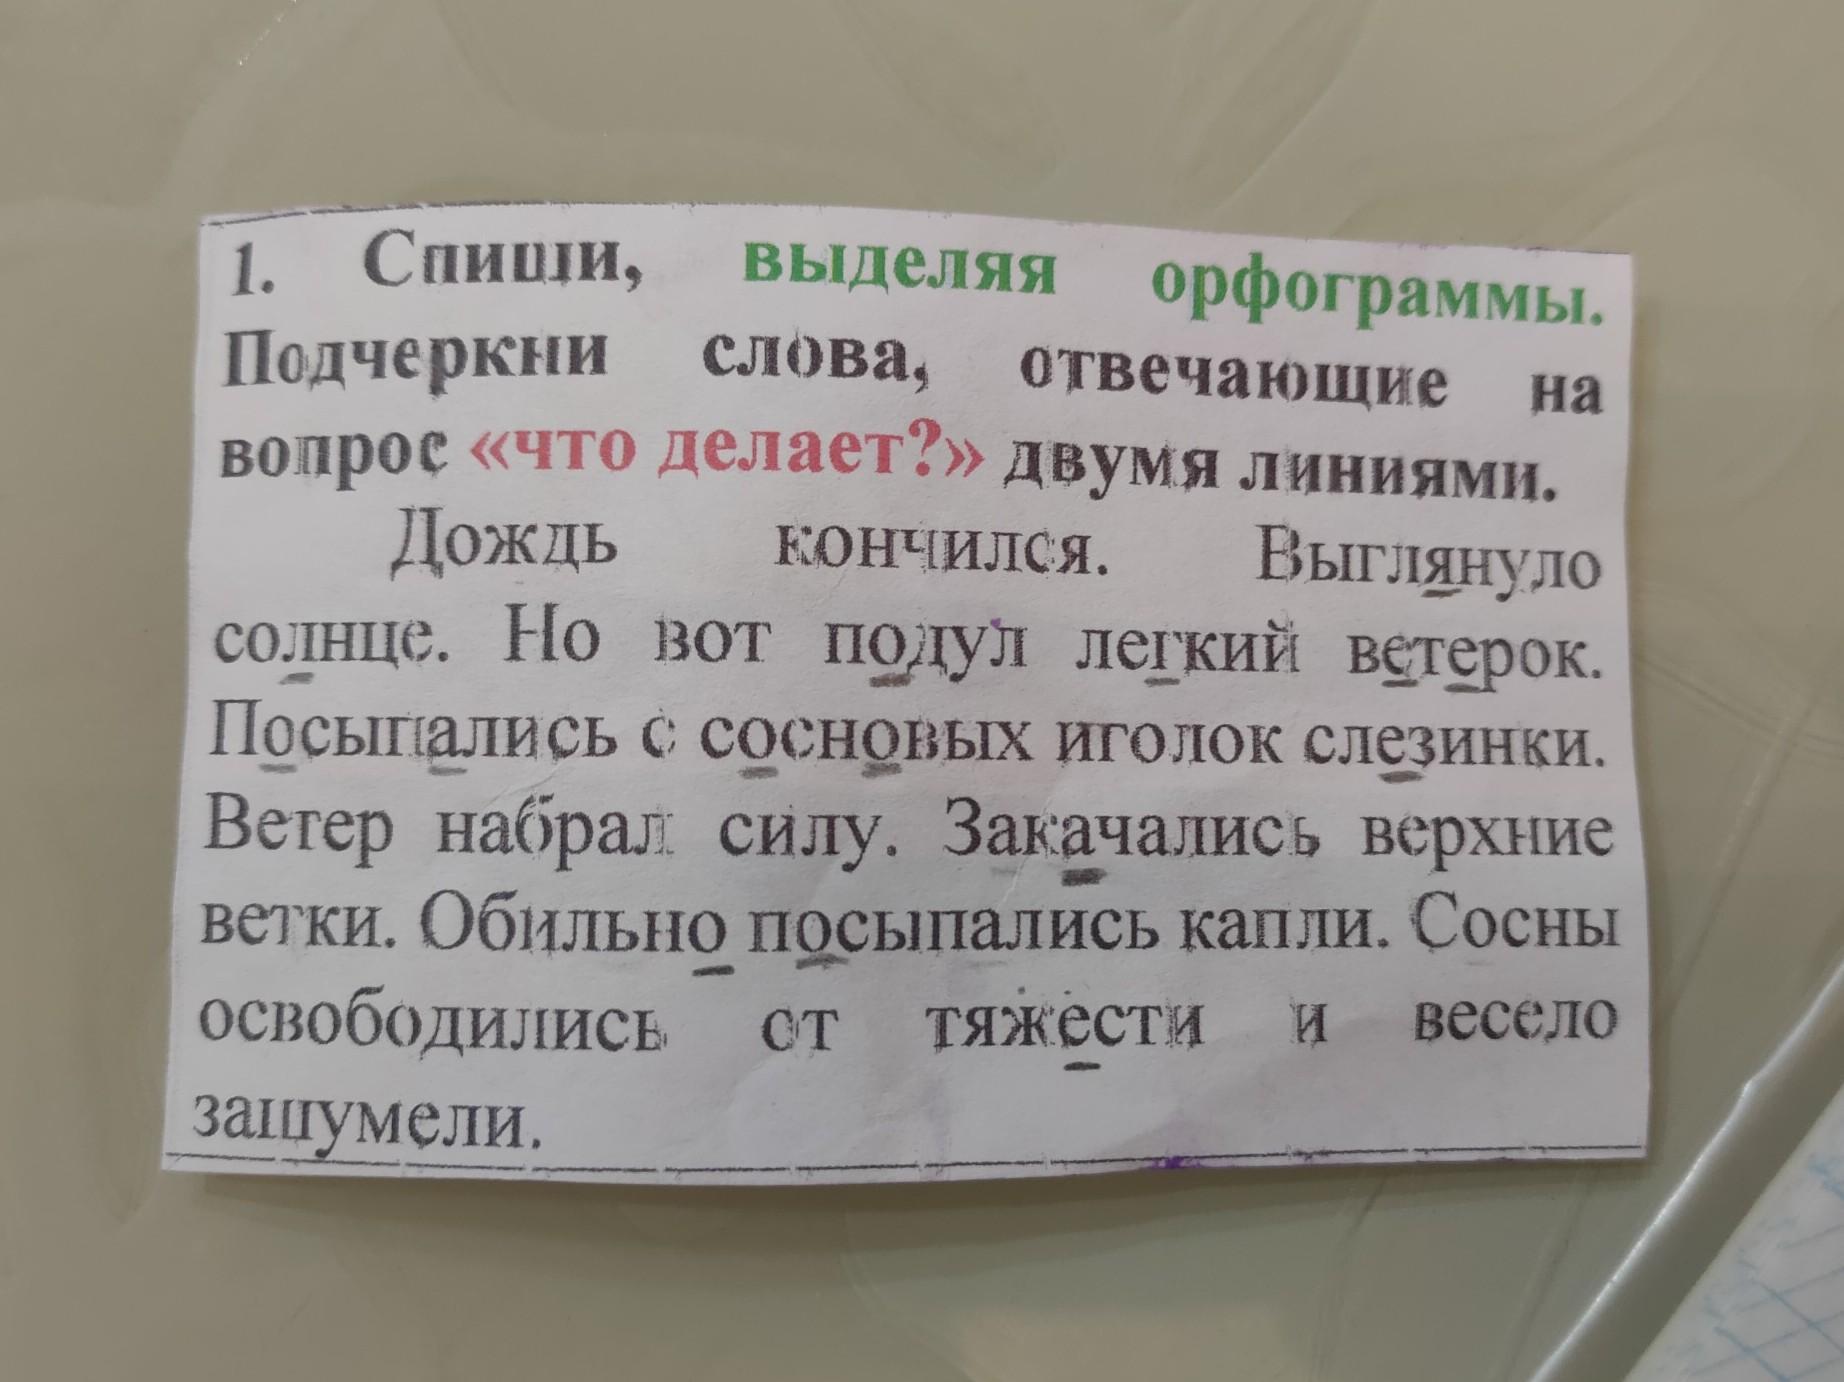 1. Спиши, выделяя орфограммы.
Подчеркни слова, отвечающие на
вопрос «что делает?» двумя линиями.
Дождь кончился. Выглянуло
солнце. Но вот подул легкий ветерок.
Посыпались с сосновых иголок слезинки.
Ветер набрал силу. Закачались верхние
ветки. Обильно посыпались капли. Сосны
освободились от тяжести и весело
зашумели.